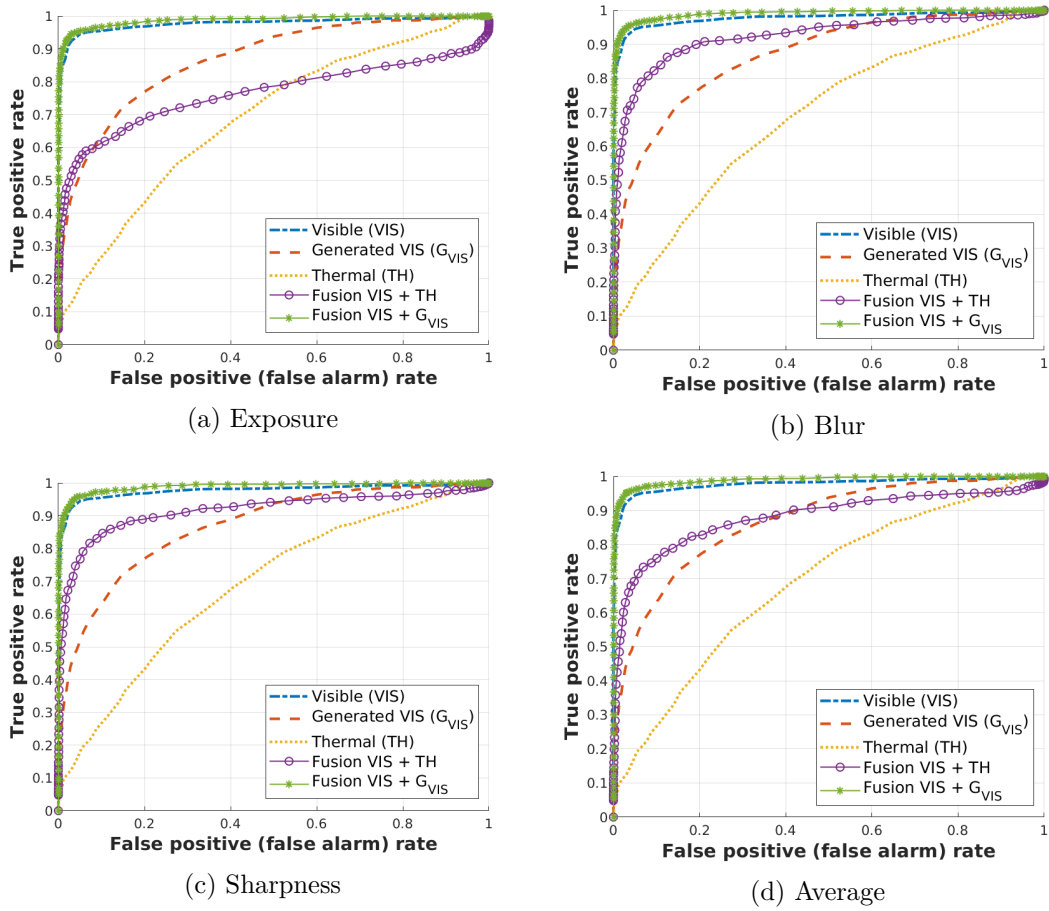 1
0.9
0.8
0.7
0.6
0.5
0.4
0.3
0.2
0.1
0
True positive rate
Visible (VIS)
Generated VIS (G_VIS)
Thermal (TH)
Fusion VIS + TH
Fusion VIS + G_VIS
0 0.2 0.4 0.6 0.8 1
False positive (false alarm) rate
(a) Exposure
1
0.9
0.8
0.7
0.6
0.5
0.4
0.3
0.2
0.1
0
True positive rate
Visible (VIS)
Generated VIS (G_VIS)
Thermal (TH)
Fusion VIS + TH
Fusion VIS + G_VIS
0 0.2 0.4 0.6 0.8 1
False positive (false alarm) rate
(b) Blur
1
0.9
0.8
0.7
0.6
0.5
0.4
0.3
0.2
0.1
0
True positive rate
Visible (VIS)
Generated VIS (G_VIS)
Thermal (TH)
Fusion VIS + TH
Fusion VIS + G_VIS
0 0.2 0.4 0.6 0.8 1
False positive (false alarm) rate
(c) Sharpness
1
0.9
0.8
0.7
0.6
0.5
0.4
0.3
0.2
0.1
0
True positive rate
Visible (VIS)
Generated VIS (G_VIS)
Thermal (TH)
Fusion VIS + TH
Fusion VIS + G_VIS
0 0.2 0.4 0.6 0.8 1
False positive (false alarm) rate
(d) Average